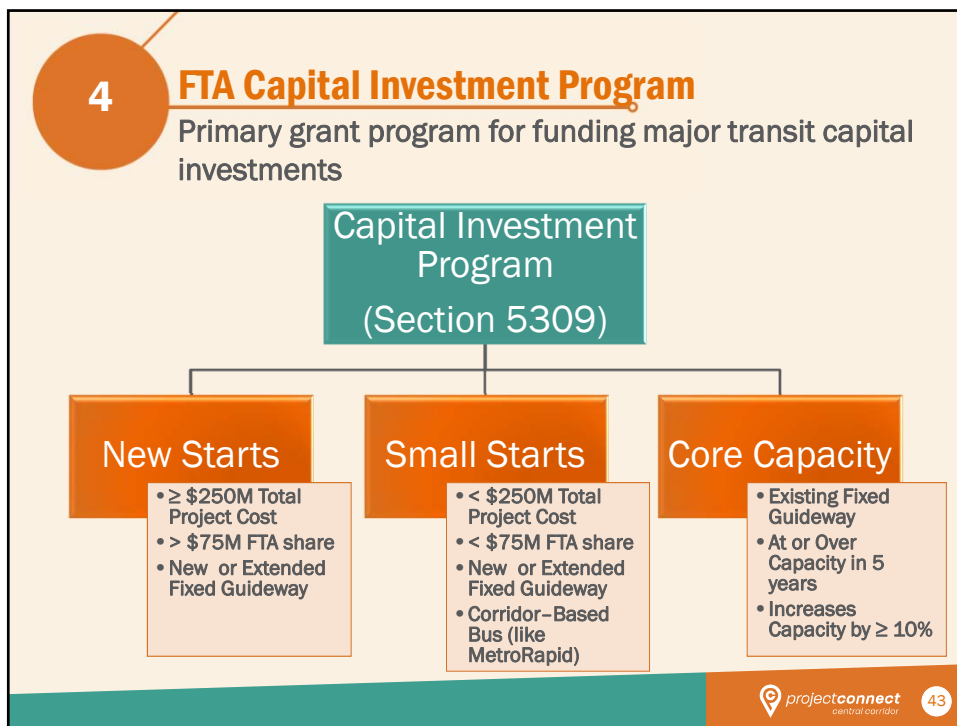 4
FTA Capital Investment Program
Primary grant program for funding major transit capital
investments
Capital Investment
Program
(Section 5309)
New Starts
• ≥ $250M Total
Project Cost
• > $75M FTA share
• New or Extended
Fixed Guideway
Small Starts
• < $250M Total
Project Cost
• < $75M FTA share
• New or Extended
Fixed Guideway
• Corridor–Based
Bus (like
MetroRapid)
Core Capacity
• Existing Fixed
Guideway
• At or Over
Capacity in 5
years
• Increases
Capacity by ≥ 10%
projectconnect
central corridor
43